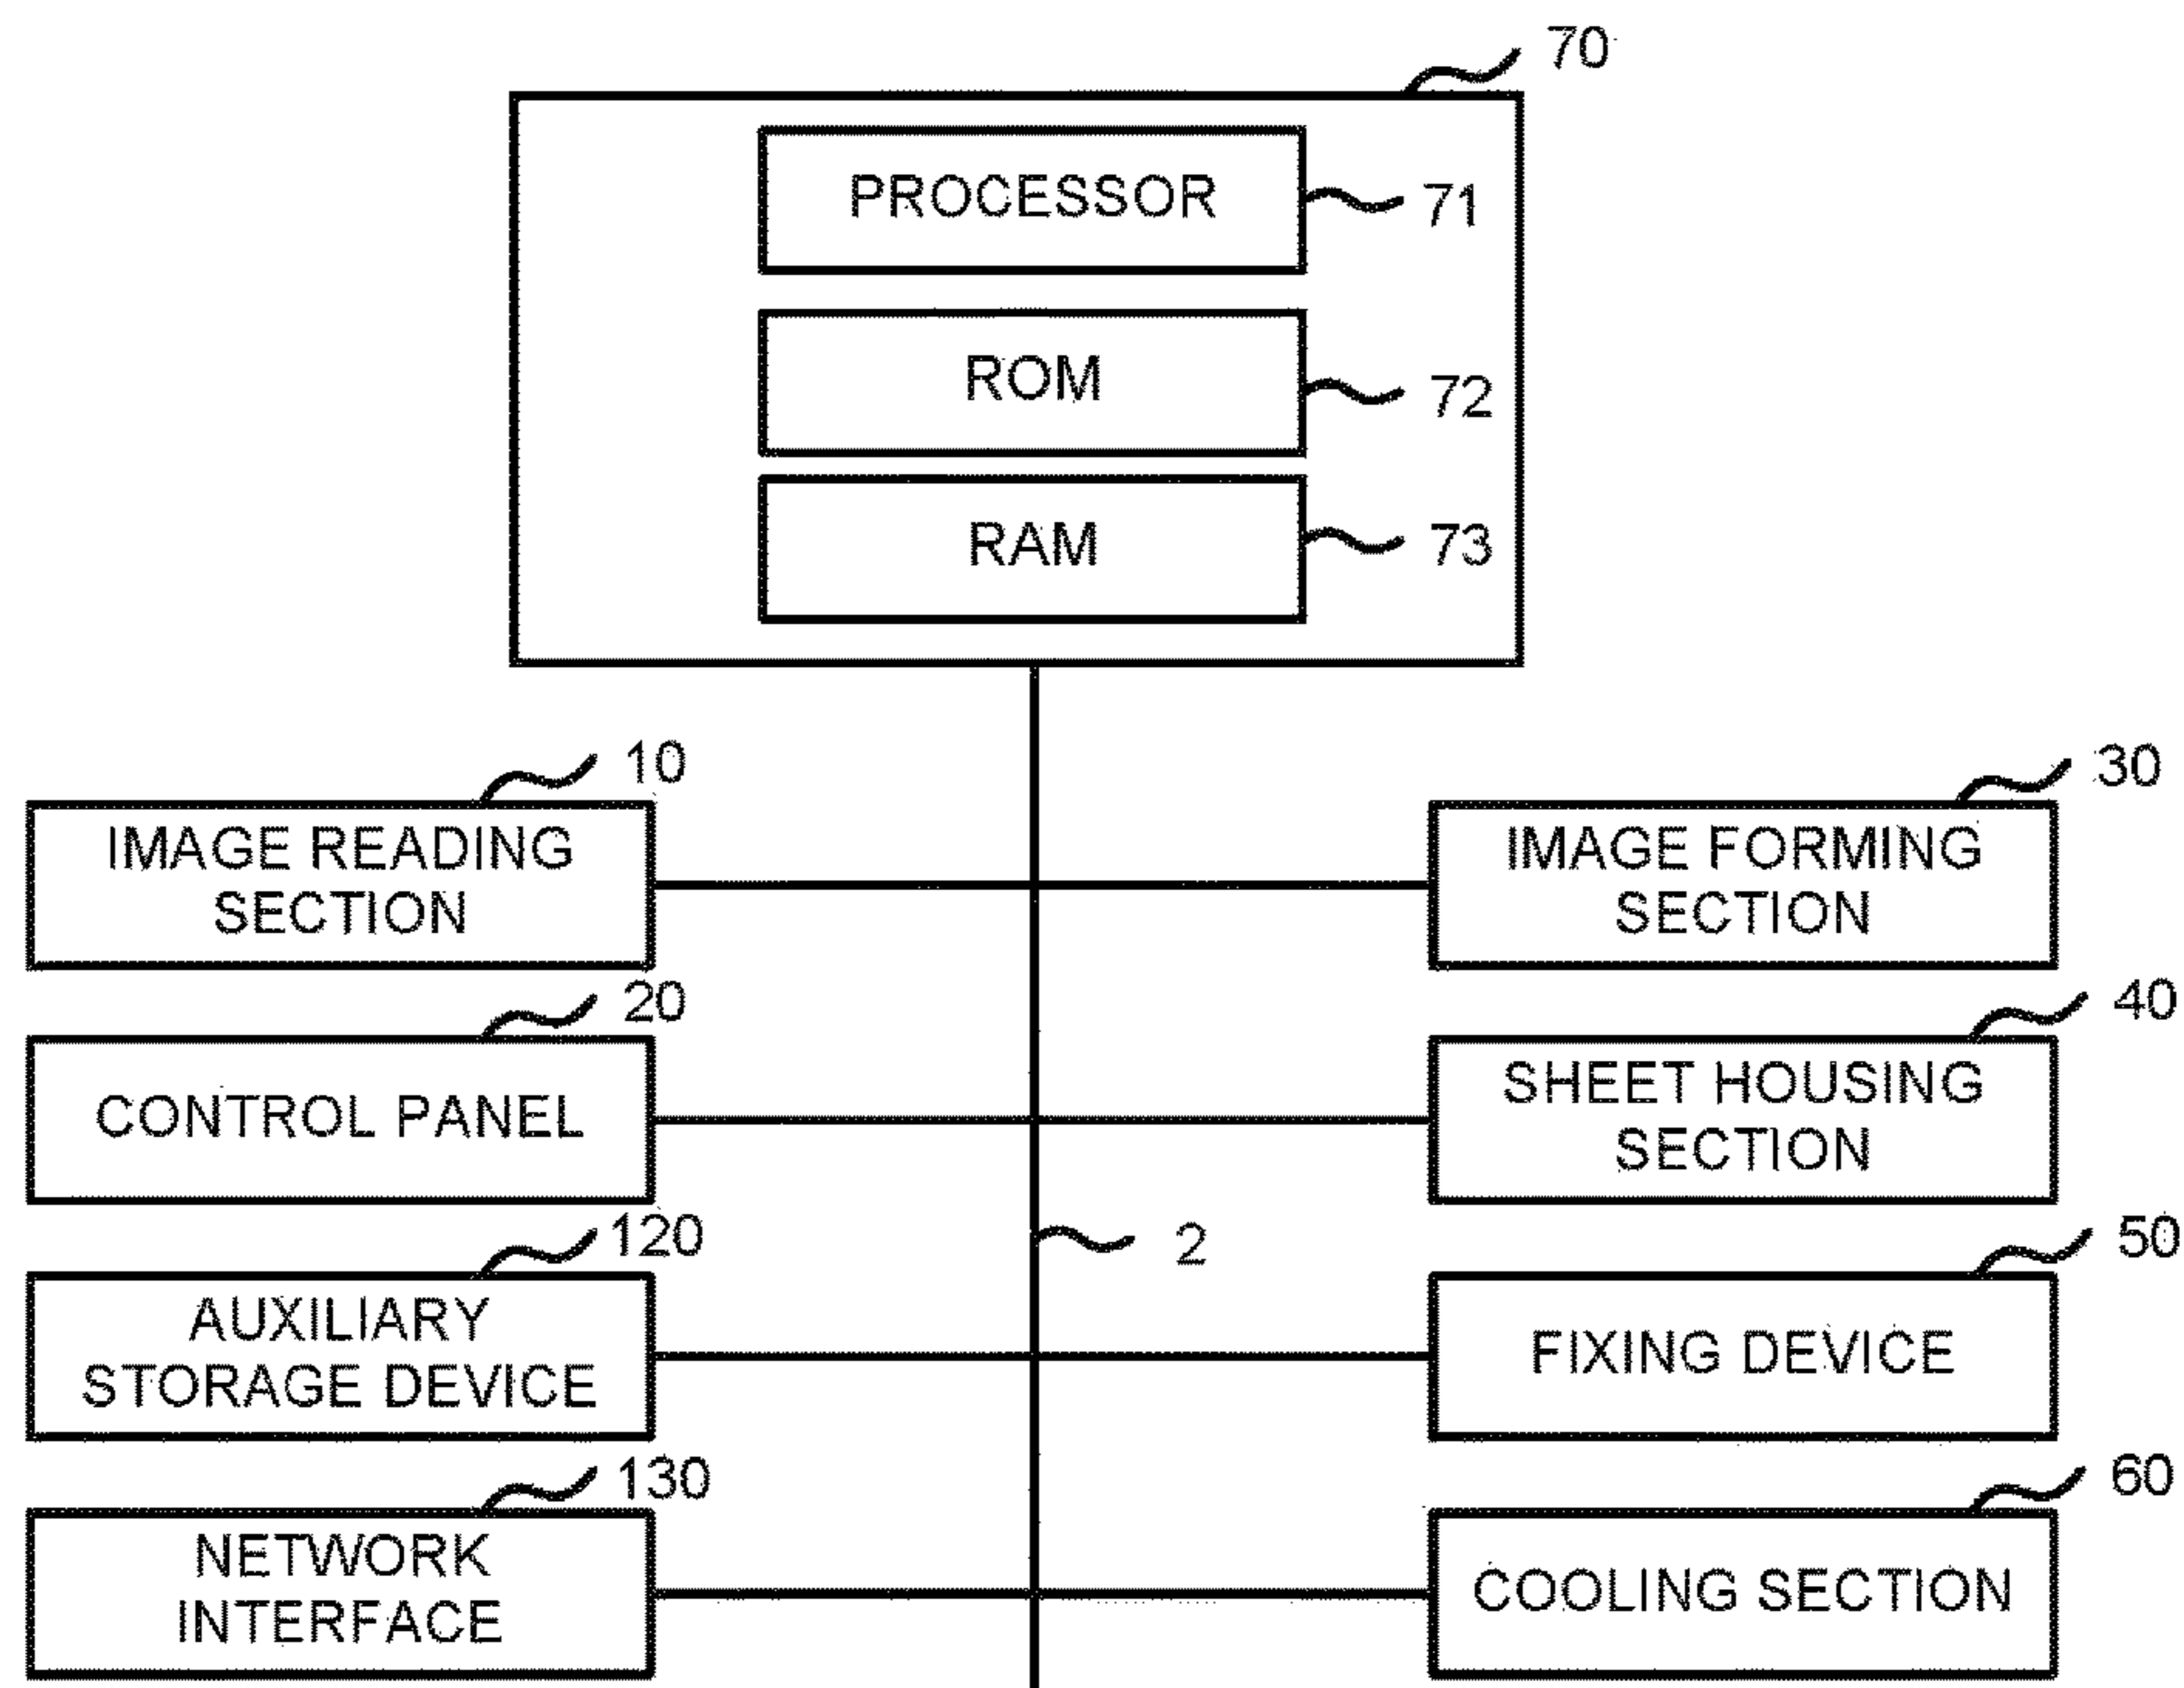 70
PROCESSOR
71
ROM
72
RAM
73
10
IMAGE READING
SECTION
30
IMAGE FORMING
SECTION
20
CONTROL PANEL
40
SHEET HOUSING
SECTION
2
120
AUXILIARY
STORAGE DEVICE
50
FIXING DEVICE
130
NETWORK
INTERFACE
60
COOLING SECTION